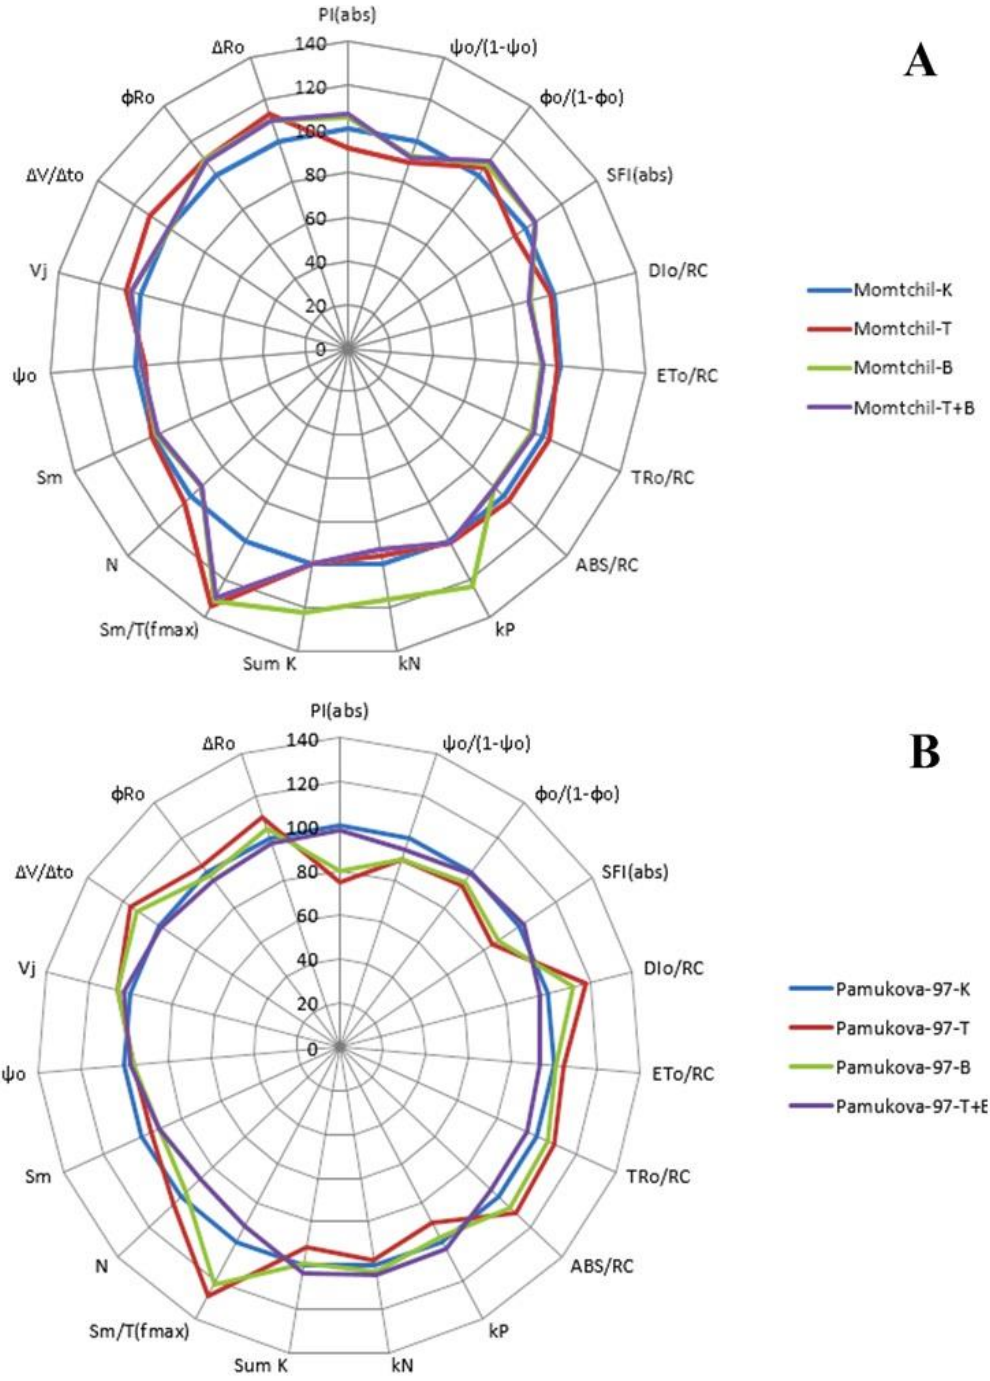 PI(abs)
ΔRo
ψo/(1-ψo)
A
ϕRo
ϕo/(1-ϕo)
ΔV/Δto
SFI(abs)
Vj
DIo/RC
ψo
ETo/RC
Sm
TRo/RC
N
ABS/RC
Sm/T(fmax)
kP
Sum K
kN
140
120
100
80
60
40
20
0
Momtchil-K
Momtchil-T
Momtchil-B
Momtchil-T+B
PI(abs)
ΔRo
ψo/(1-ψo)
B
ϕRo
ϕo/(1-ϕo)
ΔV/Δto
SFI(abs)
Vj
DIo/RC
ψo
ETo/RC
Sm
TRo/RC
N
ABS/RC
Sm/T(fmax)
kP
Sum K
kN
140
120
100
80
60
40
20
0
Pamukova-97-K
Pamukova-97-T
Pamukova-97-B
Pamukova-97-T+B